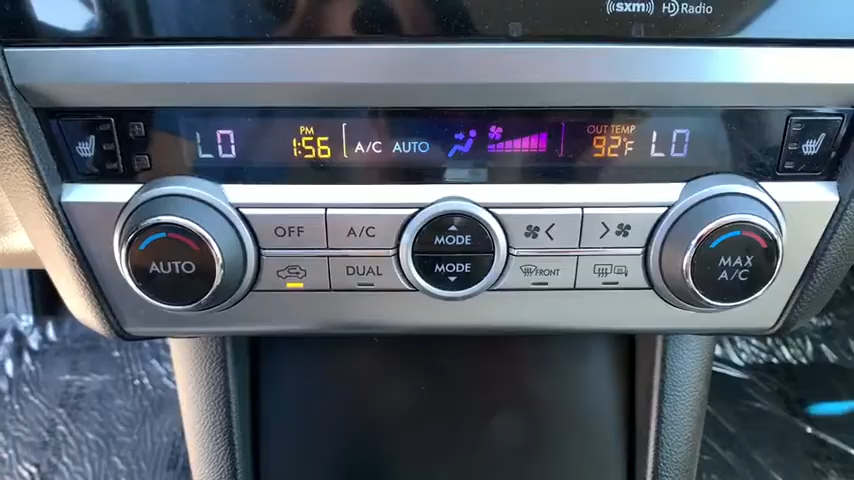 ((sxm)) HD Radio
LO PM 1:56 A/C AUTO OUT TEMP 92°F LO
OFF A/C MODE
AUTO MAX A/C
DUAL MODE FRONT